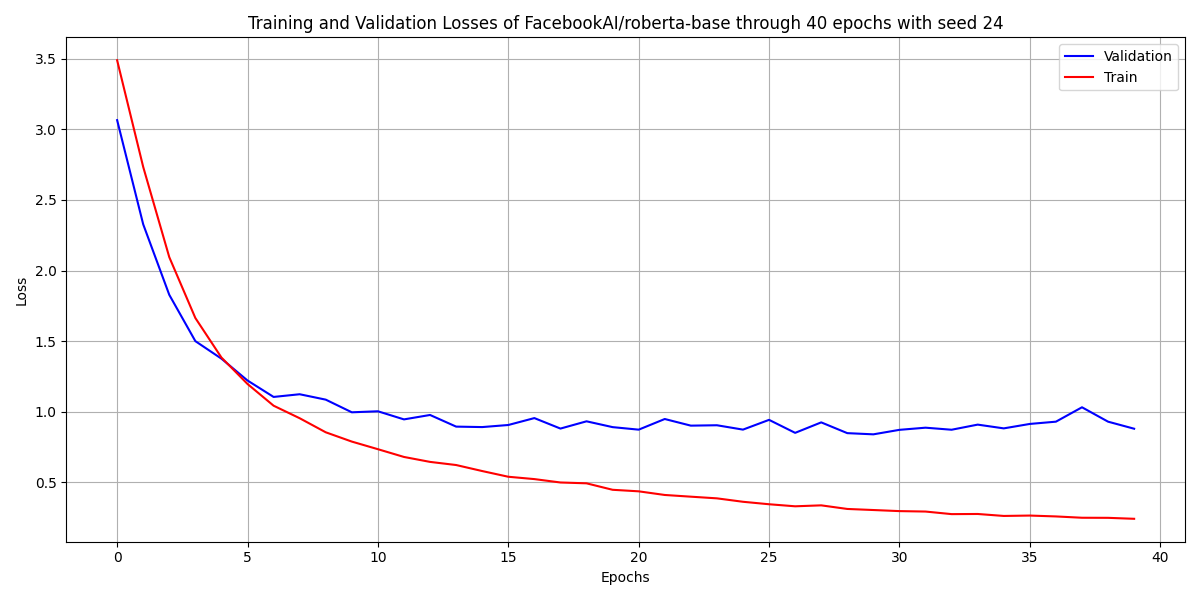 Training and Validation Losses of FacebookAI/roberta-base through 40 epochs with seed 24
Validation
Train
3.5
3.0
2.5
2.0
1.5
1.0
0.5
Loss
0 5 10 15 20 25 30 35 40
Epochs